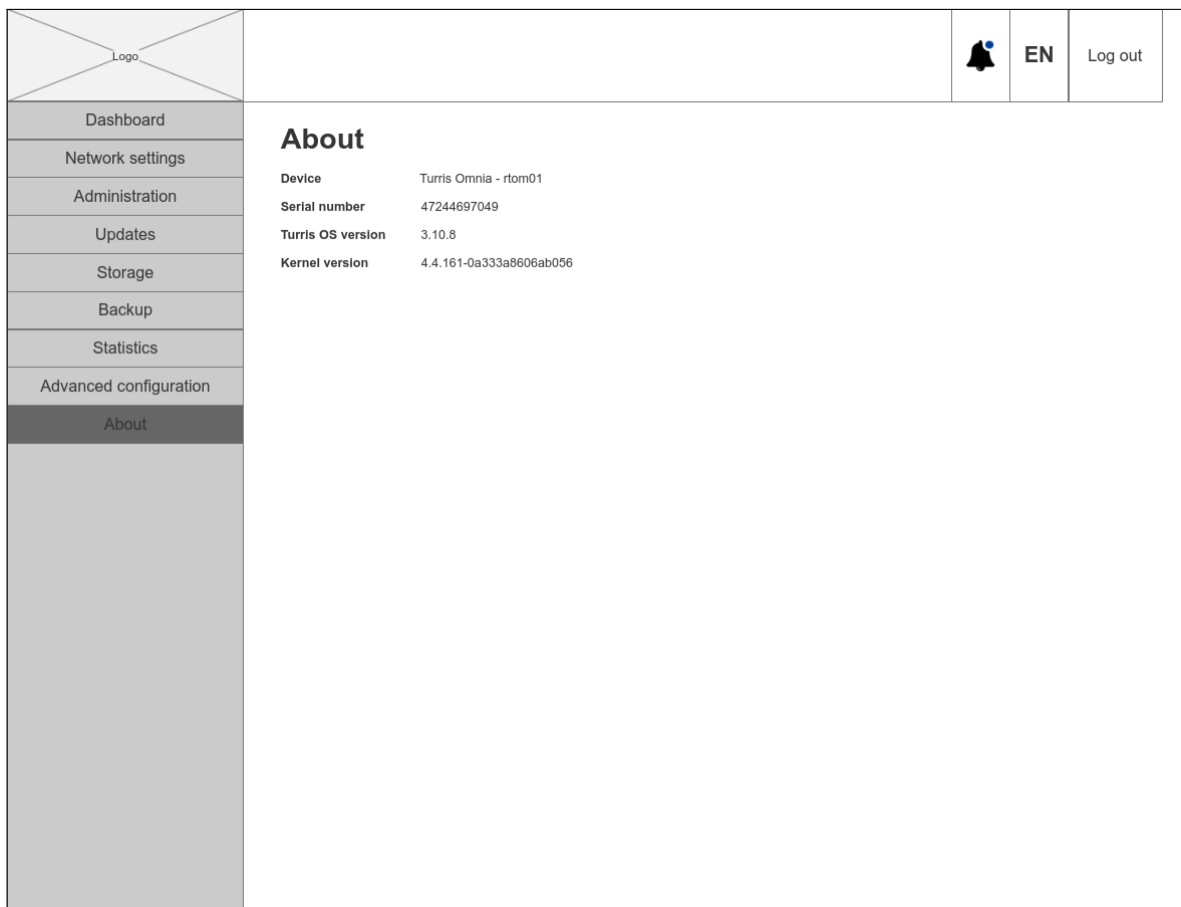 Logo
EN
Log out
Dashboard
Network settings
Administration
Updates
Storage
Backup
Statistics
Advanced configuration
About
About
Device Turris Omnia - rtom01
Serial number 47244697049
Turris OS version 3.10.8
Kernel version 4.4.161-0a333a8606ab056